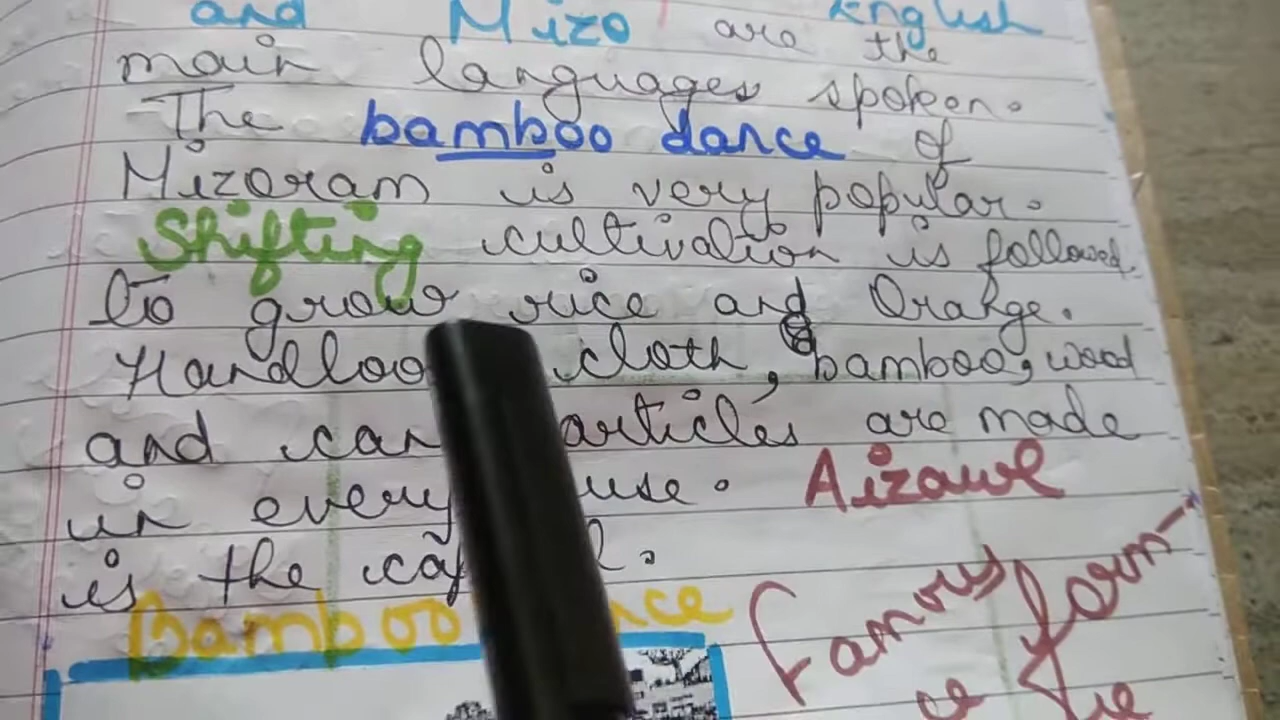 and Mizo English
are the
main languages spoken.
The bamboo dance of
Mizoram is very popular.
Shifting cultivation is followed.
to grow rice and Orange.
cloth, bamboo, wood
and articles are made
in every use. Aizawl
is the
Bamboo
Famous
form-